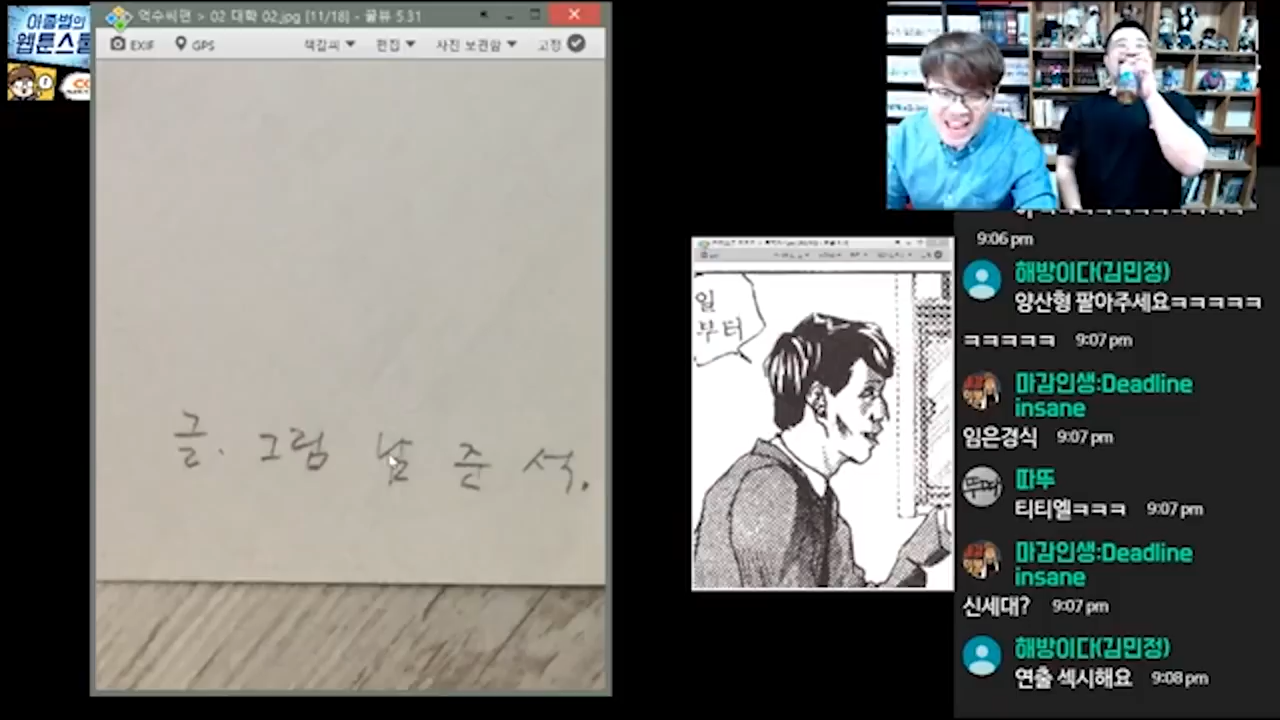 이종범의
웹툰스쿨
억수씨편 > 02 대학 02.jpg [11/18] - 꿀뷰 5.31
EXIF GPS 책갈피 편집 사진 보관함 고정
글. 그림 남 준 석.
일
부터
9:06 pm
해방이다(김민정)
양산형 팔아주세요ㅋㅋㅋㅋㅋ
ㅋㅋㅋㅋㅋ 9:07 pm
마감인생:Deadline
insane
임은경식 9:07 pm
따뚜
티티엘ㅋㅋㅋ 9:07 pm
마감인생:Deadline
insane
신세대? 9:07 pm
해방이다(김민정)
연출 섹시해요 9:08 pm